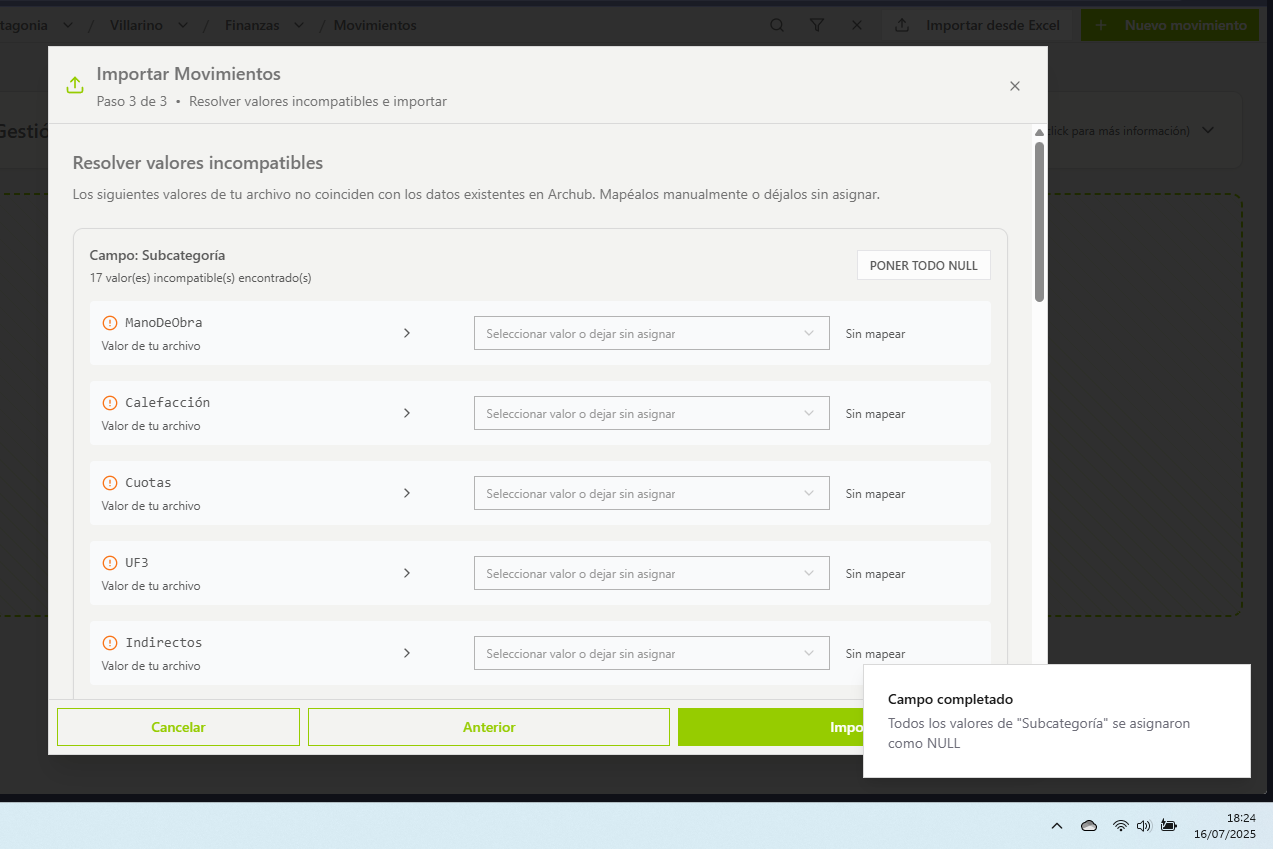 Villarino / Finanzas / Movimientos
Importar desde Excel
+ Nuevo movimiento
Importar Movimientos
Paso 3 de 3 • Resolver valores incompatibles e importar
click para más información)
Resolver valores incompatibles
Los siguientes valores de tu archivo no coinciden con los datos existentes en Archub. Mapéalos manualmente o déjalos sin asignar.
Campo: Subcategoría
17 valor(es) incompatible(s) encontrado(s)
PONER TODO NULL
ManoDeObra
Valor de tu archivo
Seleccionar valor o dejar sin asignar
Sin mapear
Calefacción
Valor de tu archivo
Seleccionar valor o dejar sin asignar
Sin mapear
Cuotas
Valor de tu archivo
Seleccionar valor o dejar sin asignar
Sin mapear
UF3
Valor de tu archivo
Seleccionar valor o dejar sin asignar
Sin mapear
Indirectos
Valor de tu archivo
Seleccionar valor o dejar sin asignar
Sin mapear
Cancelar
Anterior
Campo completado
Todos los valores de "Subcategoría" se asignaron
como NULL
18:24
16/07/2025